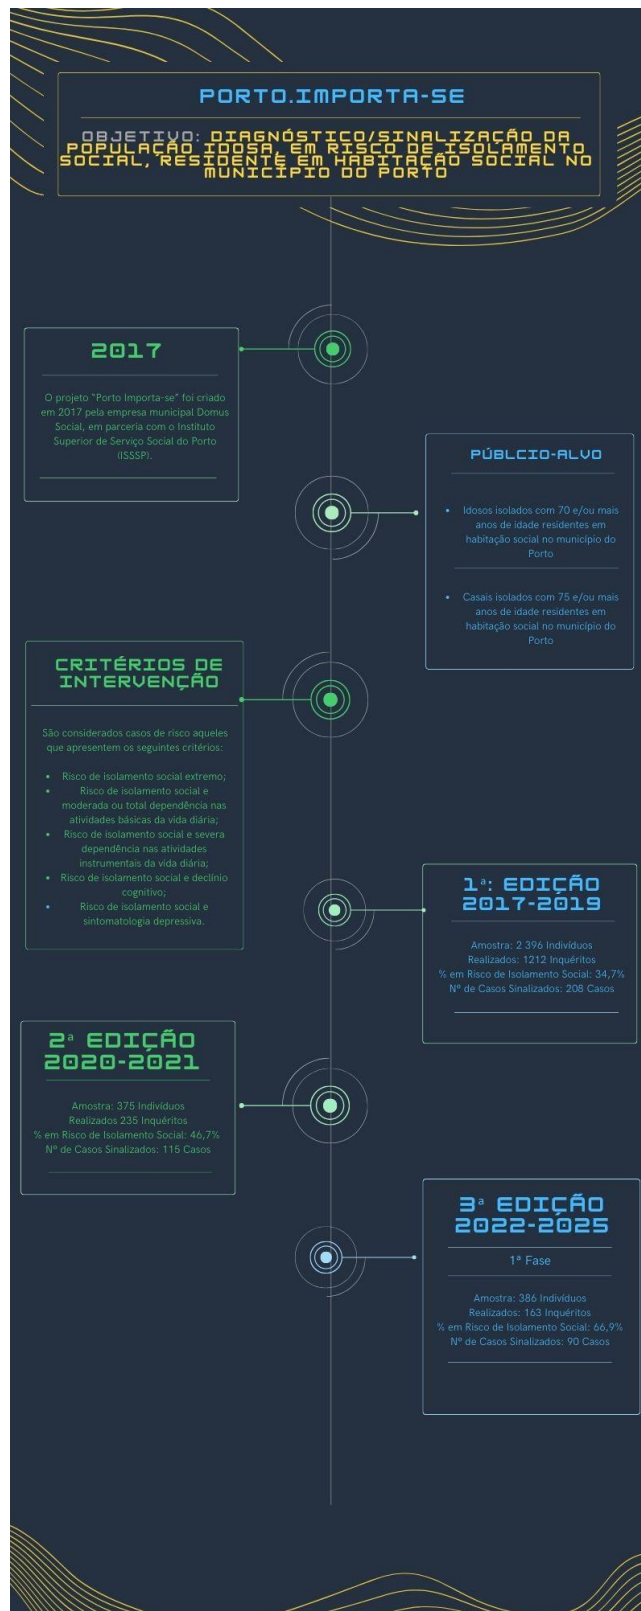 PORTO.IMPORTA-SE
OBJETIVO: DIAGNÓSTICO/SINALIZAÇÃO DA
POPULAÇÃO IDOSA, EM RISCO DE ISOLAMENTO
SOCIAL, RESIDENTE EM HABITAÇÃO SOCIAL NO
MUNICÍPIO DO PORTO
2017
O projeto "Porto Importa-se" foi criado
em 2017 pela empresa municipal Domus
Social, em parceria com o Instituto
Superior de Serviço Social do Porto
(ISSSP).
PÚBLCIO-ALVO
• Idosos isolados com 70 e/ou mais
anos de idade residentes em
habitação social no município do
Porto
• Casais isolados com 75 e/ou mais
anos de idade residentes em
habitação social no município do
Porto
CRITÉRIOS DE
INTERVENÇÃO
São considerados casos de risco aqueles
que apresentem os seguintes critérios:
• Risco de isolamento social extremo;
• Risco de isolamento social e
moderada ou total dependência nas
atividades básicas da vida diária;
• Risco de isolamento social e severa
dependência nas atividades
instrumentais da vida diária;
• Risco de isolamento social e declínio
cognitivo;
• Risco de isolamento social e
sintomatologia depressiva.
1ª: EDIÇÃO
2017-2019
Amostra: 2 396 Indivíduos
Realizados: 1212 Inquéritos
% em Risco de Isolamento Social: 34,7%
Nº de Casos Sinalizados: 208 Casos
2ª EDIÇÃO
2020-2021
Amostra: 375 Indivíduos
Realizados 235 Inquéritos
% em Risco de Isolamento Social: 46,7%
Nº de Casos Sinalizados: 115 Casos
3ª EDIÇÃO
2022-2025
1ª Fase
Amostra: 386 Indivíduos
Realizados: 163 Inquéritos
% em Risco de Isolamento Social: 66,9%
Nº de Casos Sinalizados: 90 Casos